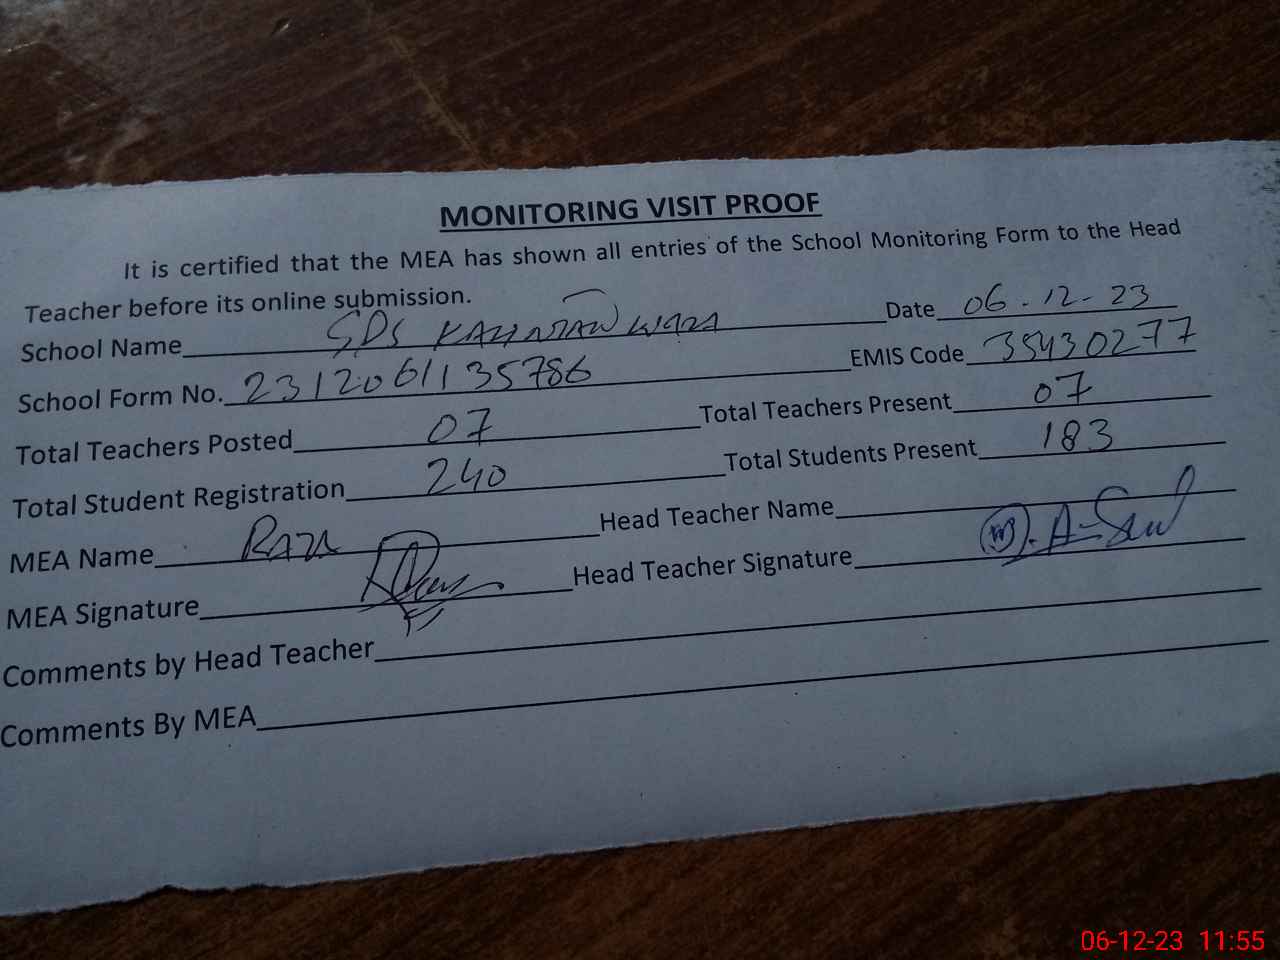 MONITORING VISIT PROOF
It is certified that the MEA has shown all entries of the School Monitoring Form to the Head
Teacher before its online submission.
School Name Date 06-12-23
School Form No. 2312061135786 EMIS Code 35430277
Total Teachers Posted 07 Total Teachers Present 07
Total Student Registration 240 Total Students Present 183
MEA Name Raza Head Teacher Name
MEA Signature Head Teacher Signature
Comments by Head Teacher
Comments By MEA
06-12-23 11:55